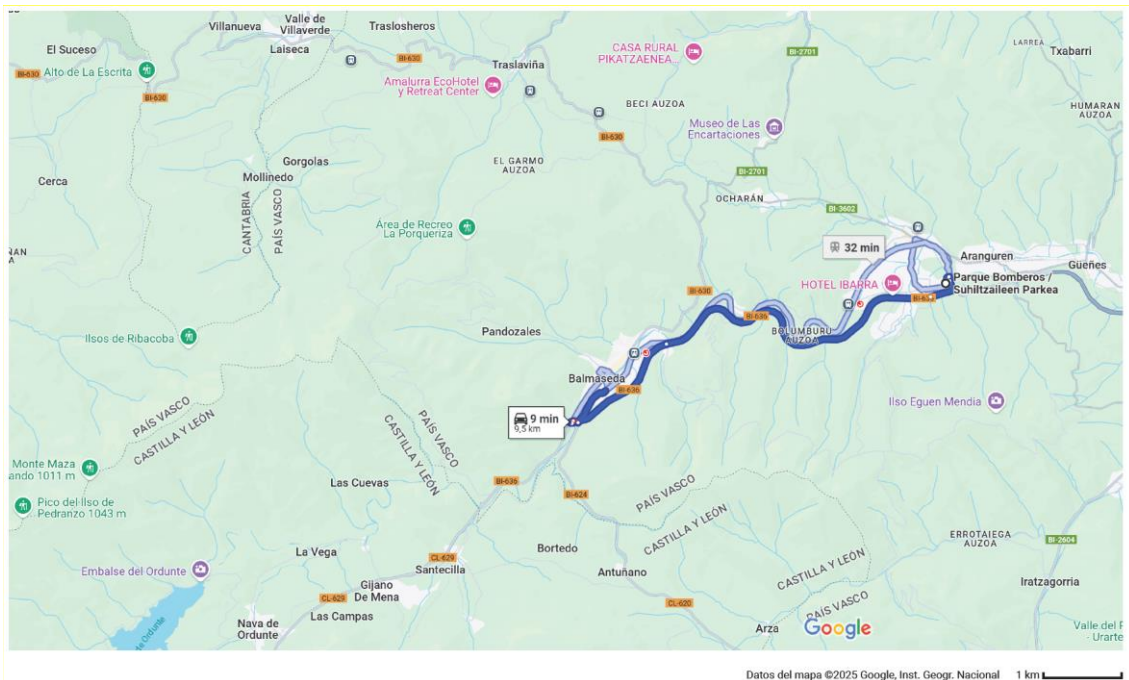 Villanueva
Valle de
Villaverde
Traslosheros
El Suceso
Laiseca
BI-630
Alto de La Escrita
BI-630
BI-630
Traslaviña
Amalurra EcoHotel
y Retreat Center
CASA RURAL
PIKATZAENEA...
BI-2701
LARREA
Txabarri
BECI AUZOA
HUMARAN
AUZOA
Museo de Las
Encartaciones
BI-630
EL GARMO
AUZOA
Gorgolas
Mollinedo
Cerca
BI-2701
OCHARÁN
BI-3602
CANTABRIA
PAÍS VASCO
Área de Recreo
La Porqueriza
32 min
Aranguren
Güeñes
HOTEL IBARRA
Parque Bomberos /
Suhiltzaileen Parkea
BI-630
BI-636
BOLUMBURU
AUZOA
Ilsos de Ribacoba
Pandozales
Balmaseda
BI-636
Ilso Eguen Mendia
9 min
9,5 km
PAÍS VASCO
CASTILLA Y LEÓN
PAÍS VASCO
CASTILLA Y LEÓN
Monte Maza
ando 1011 m
Pico del Ilso de
Pedranzo 1043 m
Las Cuevas
BI-636
BI-624
PAÍS VASCO
CASTILLA Y LEÓN
ERROTAIEGA
AUZOA
BI-2604
La Vega
Bortedo
CL-629
Santecilla
Antuñano
CASTILLA Y LEÓN
PAÍS VASCO
Embalse del Ordunte
Gijano
De Mena
CL-629
Las Campas
CL-620
Iratzagorria
Nava de
Ordunte
de Ordunte
Arza
Google
Valle del P
- Urarte
Datos del mapa ©2025 Google, Inst. Geogr. Nacional 1 km